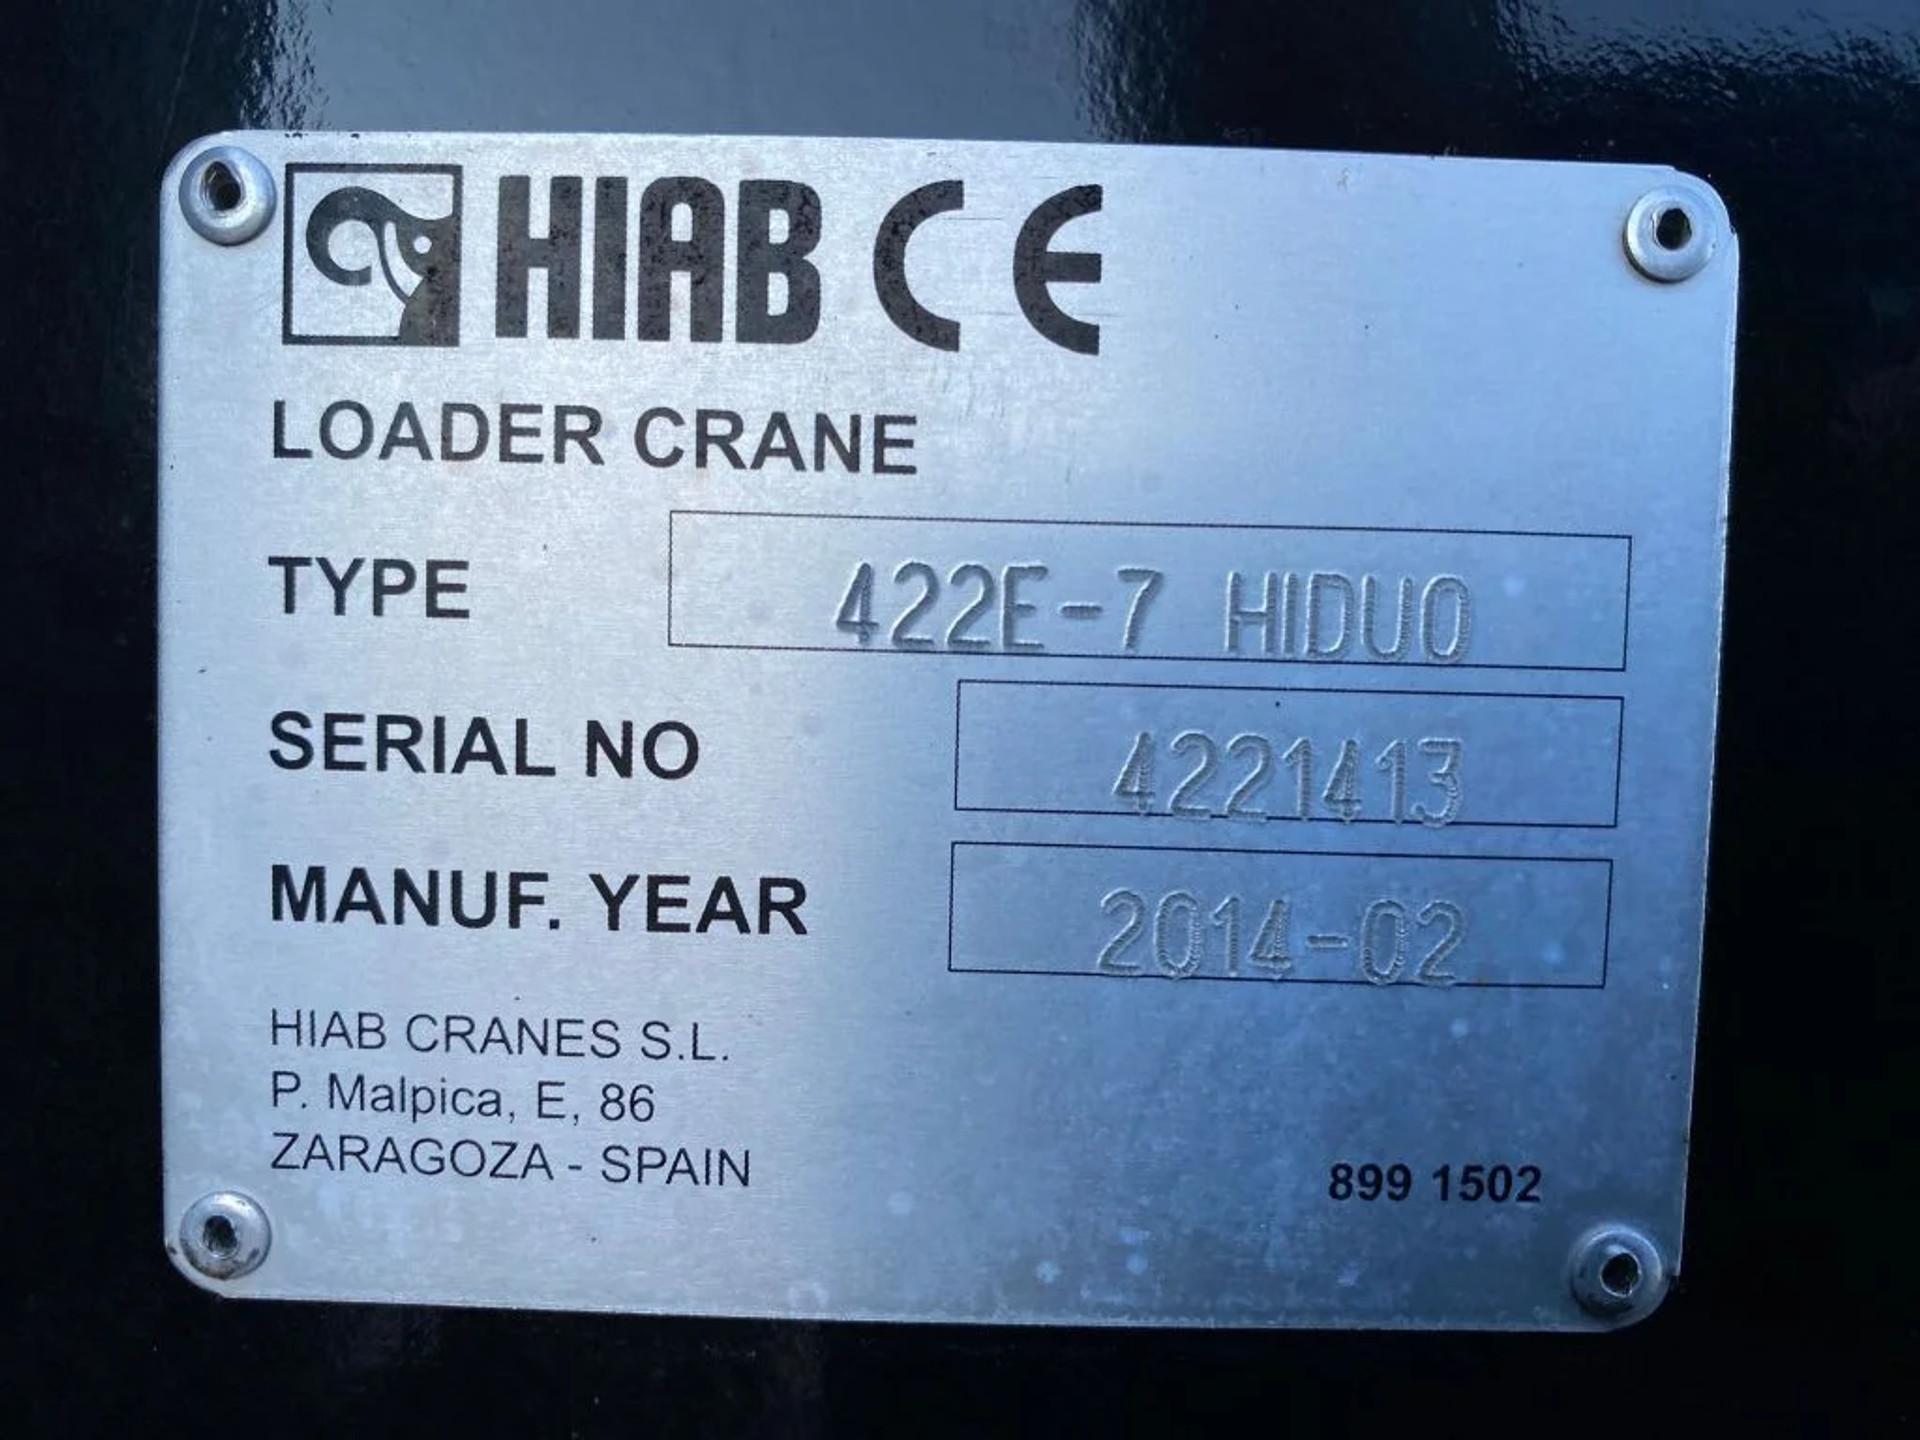 HIAB CE
LOADER CRANE
TYPE 422E-7 HIDUO
SERIAL NO 4221413
MANUF. YEAR 2014-02
HIAB CRANES S.L.
P. Malpica, E, 86
ZARAGOZA - SPAIN
899 1502